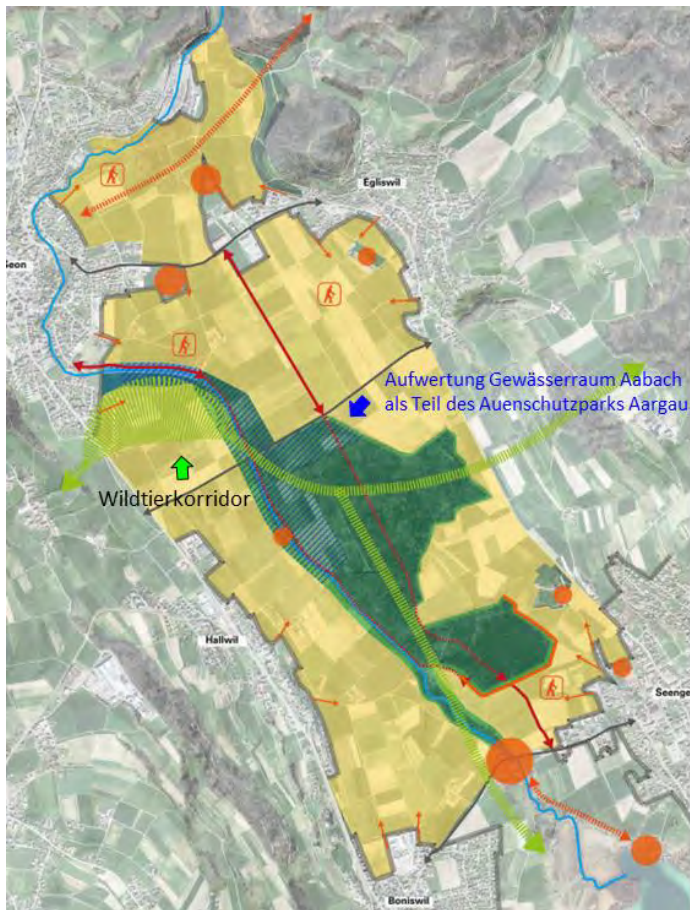 Egliswil
Seon
Aufwertung Gewässerraum Aabach
als Teil des Auenschutzparks Aargau
Wildtierkorridor
Hallwil
Seenge
Boniswil